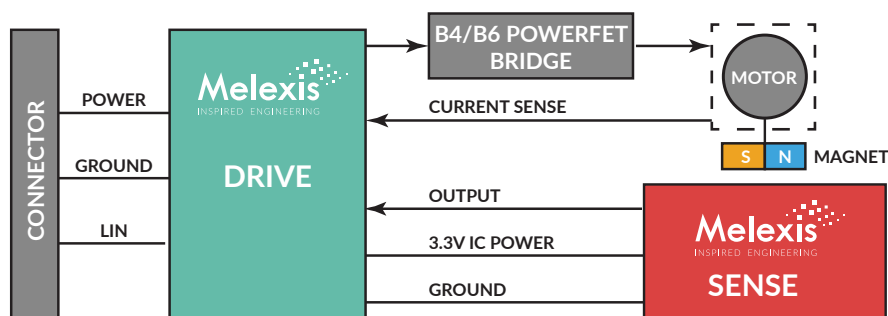 CONNECTOR
POWER
GROUND
LIN
Melexis
INSPIRED ENGINEERING
DRIVE
B4/B6 POWERFET
BRIDGE
MOTOR
CURRENT SENSE
S N MAGNET
OUTPUT
3.3V IC POWER
GROUND
Melexis
INSPIRED ENGINEERING
SENSE